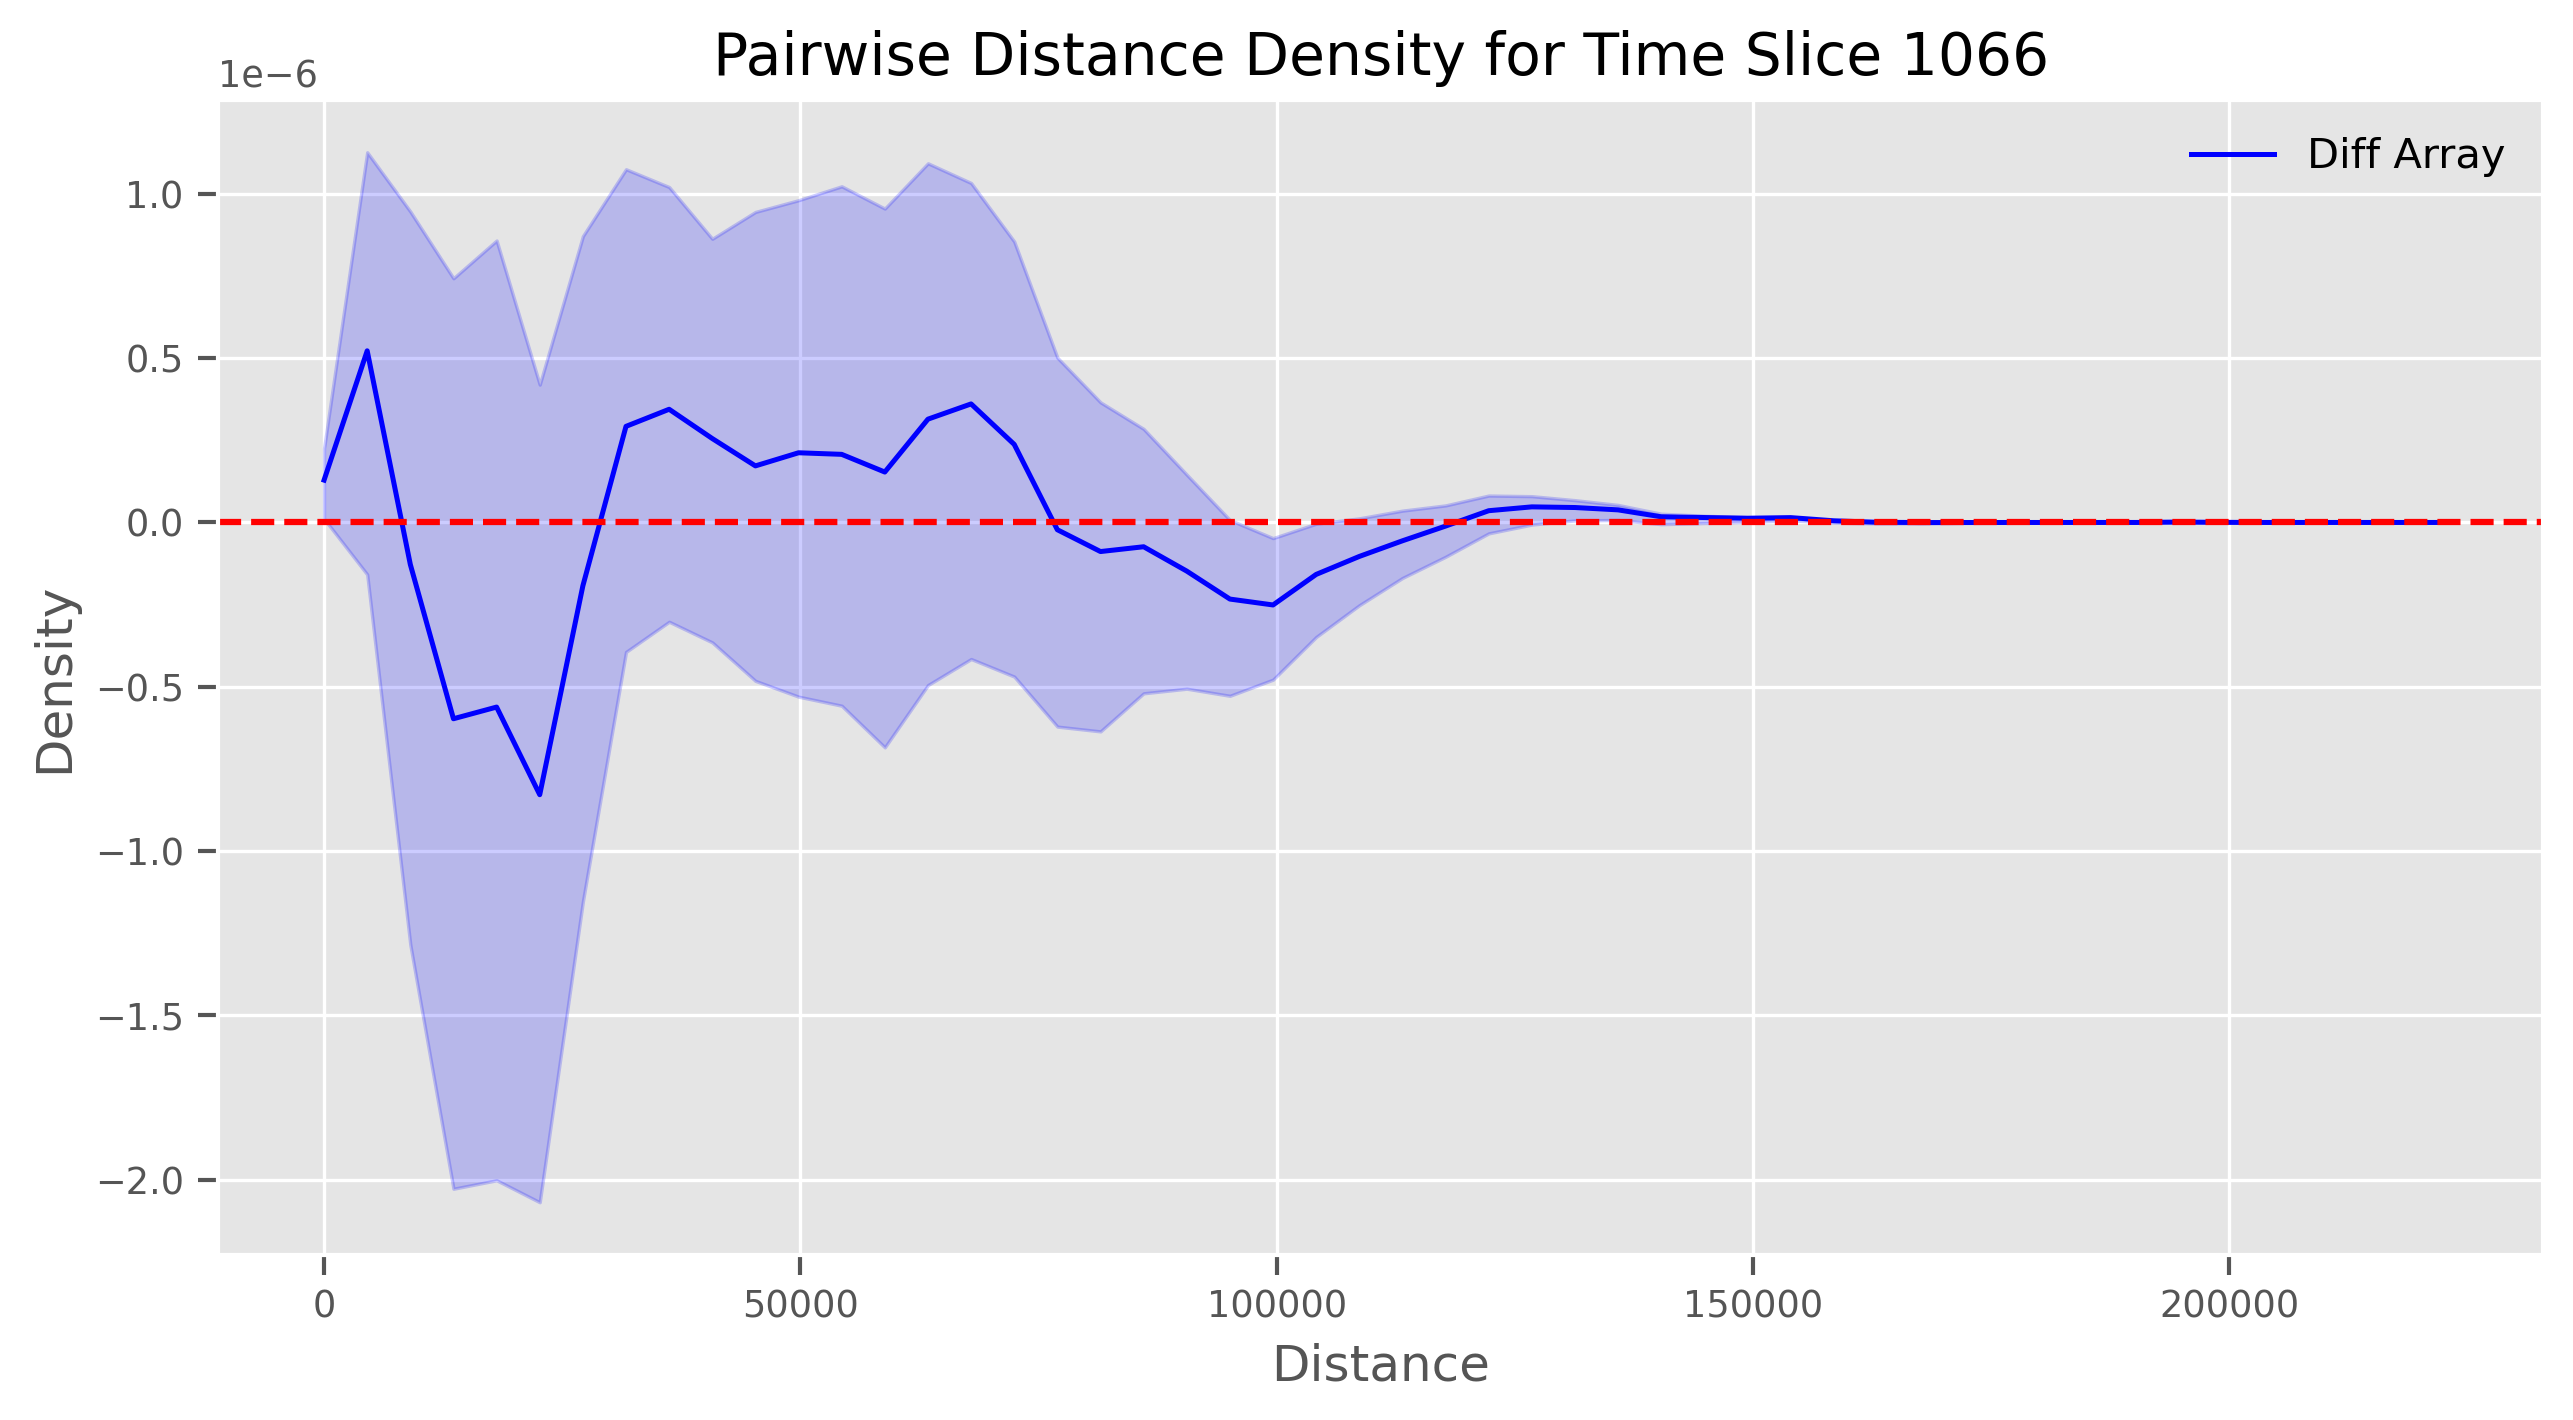 Pairwise Distance Density for Time Slice 1066
1e−6
Diff Array
1.0
0.5
0.0
−0.5
−1.0
−1.5
−2.0
Density
0
50000
100000
150000
200000
Distance